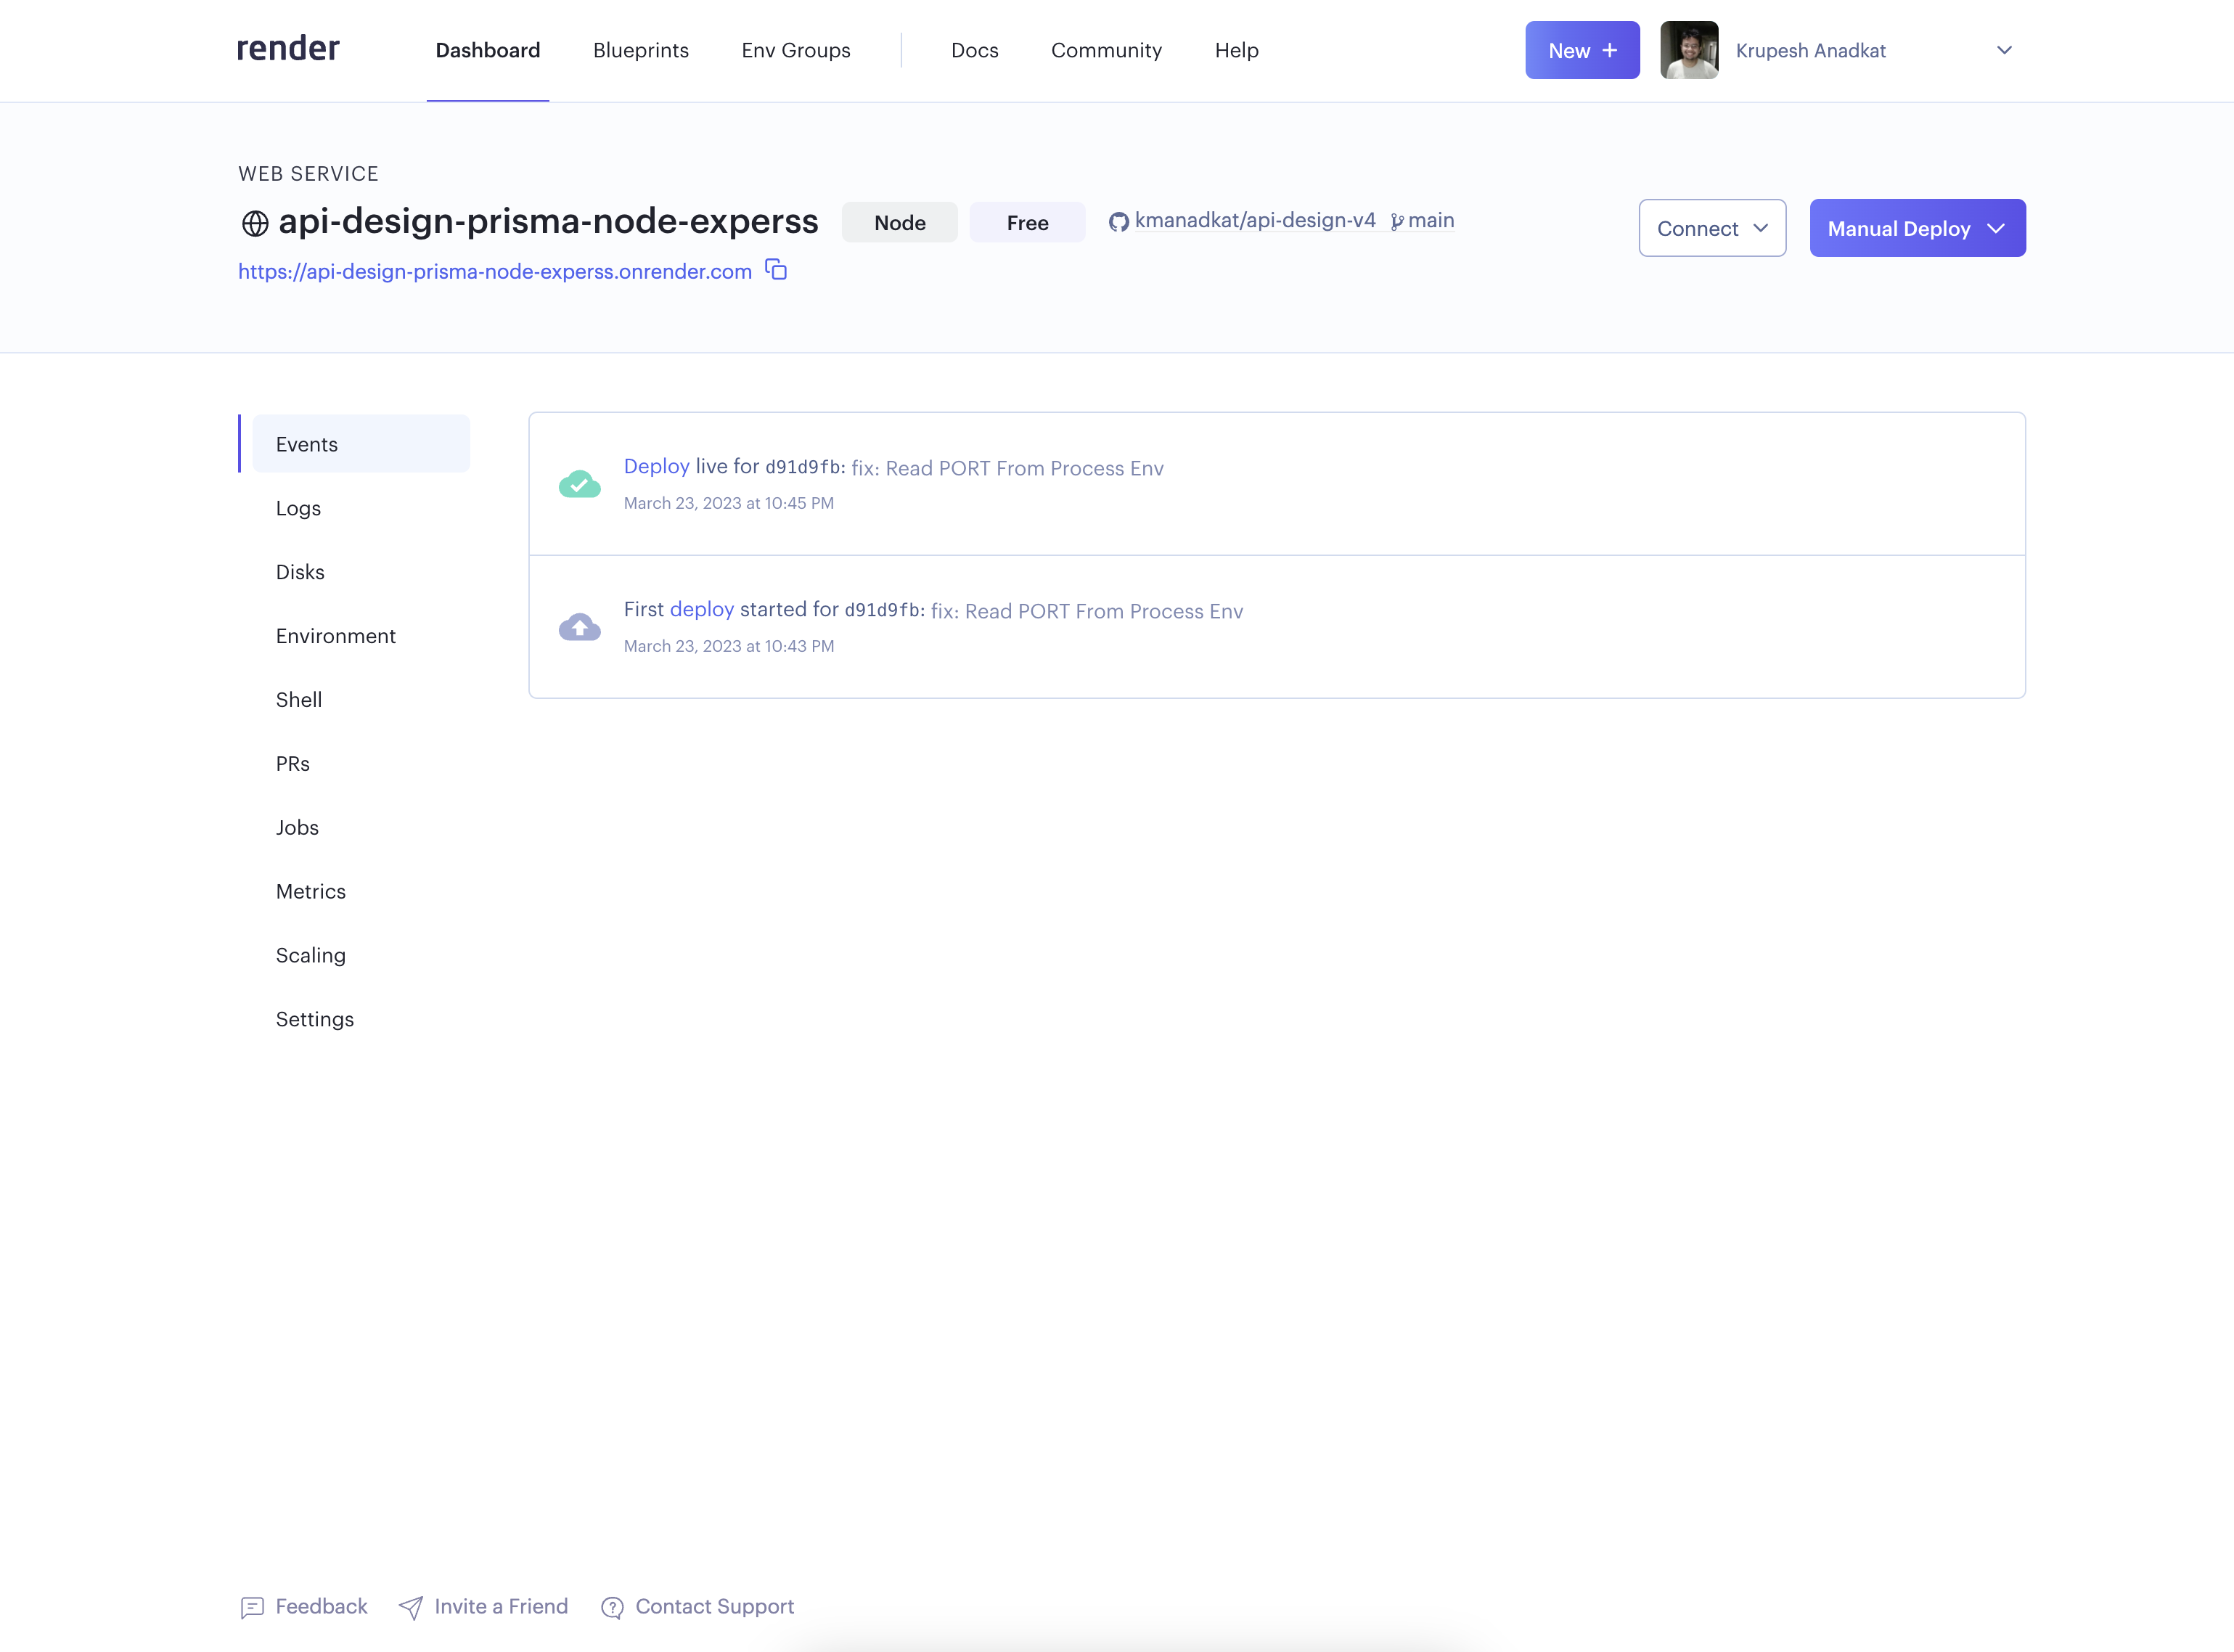 render Dashboard Blueprints Env Groups Docs Community Help New + Krupesh Anadkat
WEB SERVICE
api-design-prisma-node-experss Node Free kmanadkat/api-design-v4 main
Connect Manual Deploy
https://api-design-prisma-node-experss.onrender.com
Events
Logs
Disks
Environment
Shell
PRs
Jobs
Metrics
Scaling
Settings
Deploy live for d91d9fb: fix: Read PORT From Process Env
March 23, 2023 at 10:45 PM
First deploy started for d91d9fb: fix: Read PORT From Process Env
March 23, 2023 at 10:43 PM
Feedback Invite a Friend Contact Support